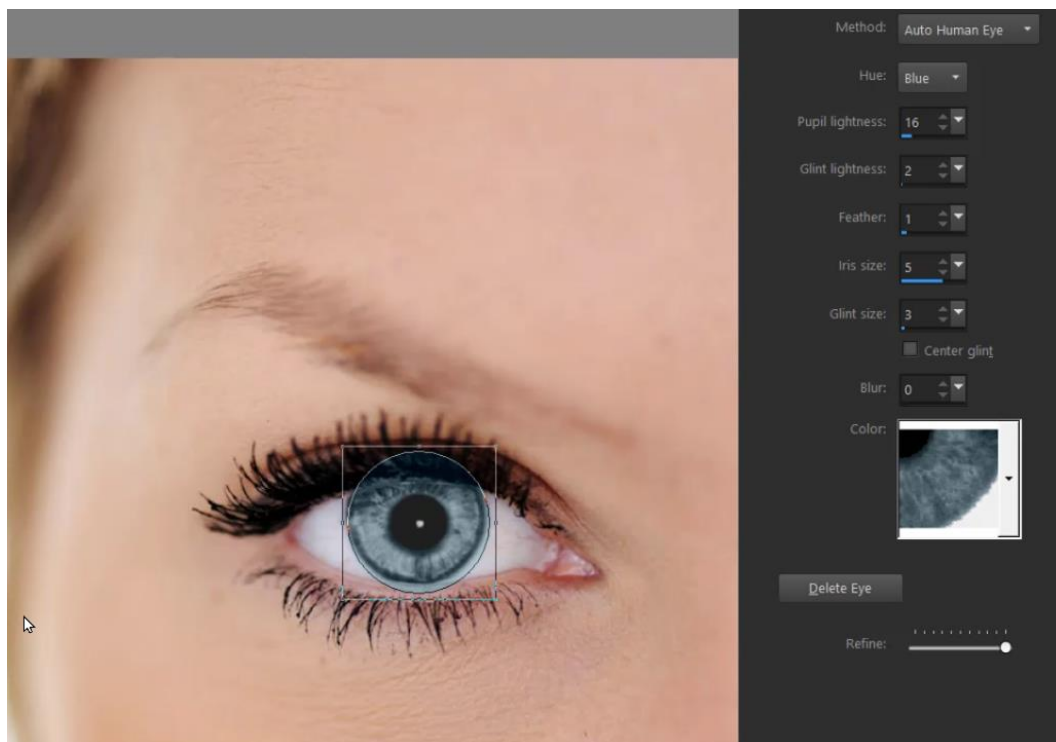 Method: Auto Human Eye
Hue: Blue
Pupil lightness: 16
Glint lightness: 2
Feather: 1
Iris size: 5
Glint size: 3
Center glint
Blur: 0
Color:
Delete Eye
Refine: